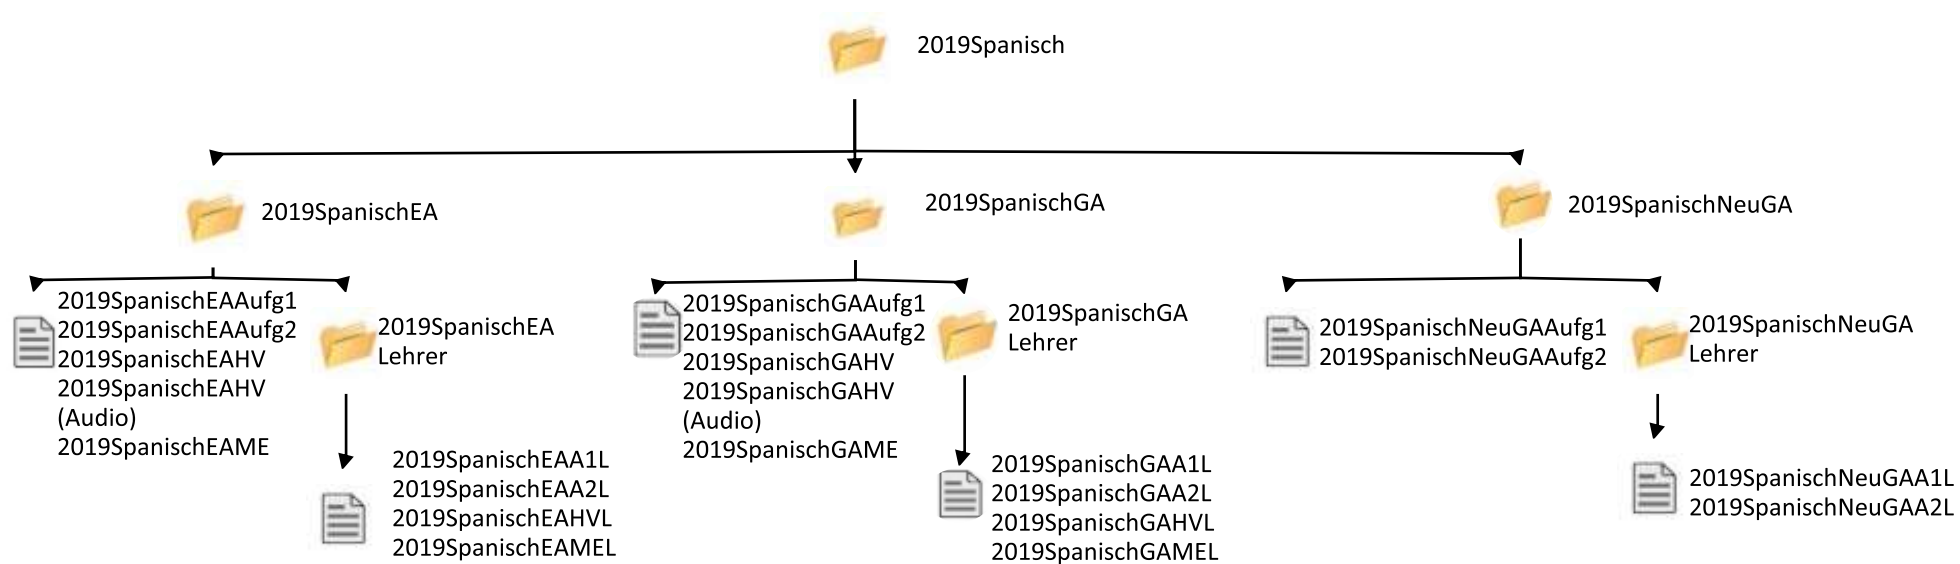 2019Spanisch
2019SpanischEA
2019SpanischGA
2019SpanischNeuGA
2019SpanischEAAufg1
2019SpanischEAAufg2
2019SpanischEAHV
2019SpanischEAHV
(Audio)
2019SpanischEAME
2019SpanischEA
Lehrer
2019SpanischEAA1L
2019SpanischEAA2L
2019SpanischEAHVL
2019SpanischEAMEL
2019SpanischGAAufg1
2019SpanischGAAufg2
2019SpanischGAHV
2019SpanischGAHV
(Audio)
2019SpanischGAME
2019SpanischGA
Lehrer
2019SpanischGAA1L
2019SpanischGAA2L
2019SpanischGAHVL
2019SpanischGAMEL
2019SpanischNeuGAAufg1
2019SpanischNeuGAAufg2
2019SpanischNeuGA
Lehrer
2019SpanischNeuGAA1L
2019SpanischNeuGAA2L